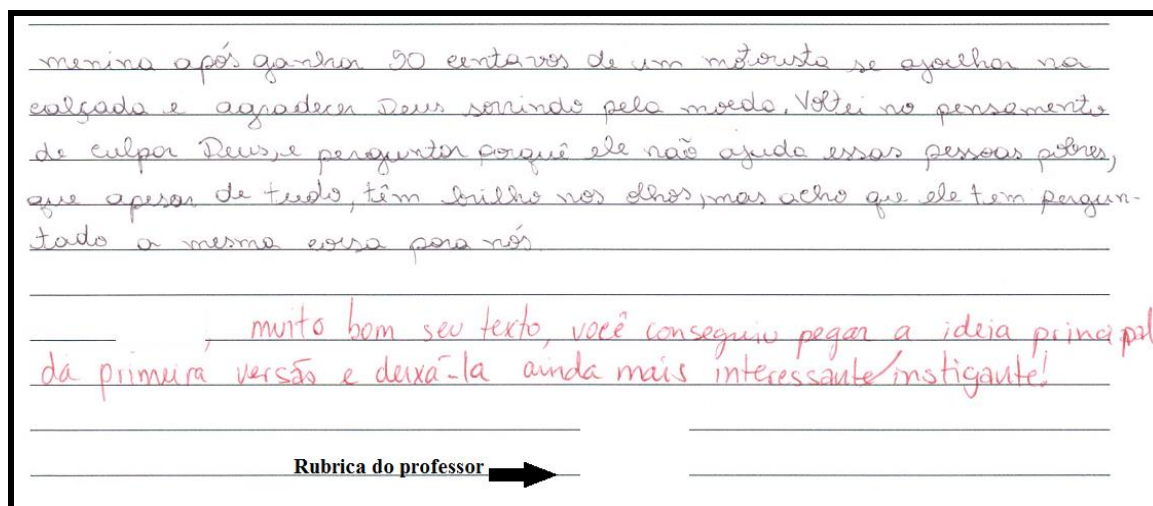 menina após ganhar 50 centavos de um motorista se ajoelhar na
calçada e agradecer Deus sorrindo pela moeda. Voltei no pensamento
de culpar Deus, e perguntar porquê ele não ajuda essas pessoas pobres,
que apesar de tudo, têm brilho nos olhos, mas acho que ele tem pergun-
tado a mesma coisa para nós.
, muito bom seu texto, você conseguiu pegar a ideia principal
da primeira versão e deixá-la ainda mais interessante/instigante!
Rubrica do professor